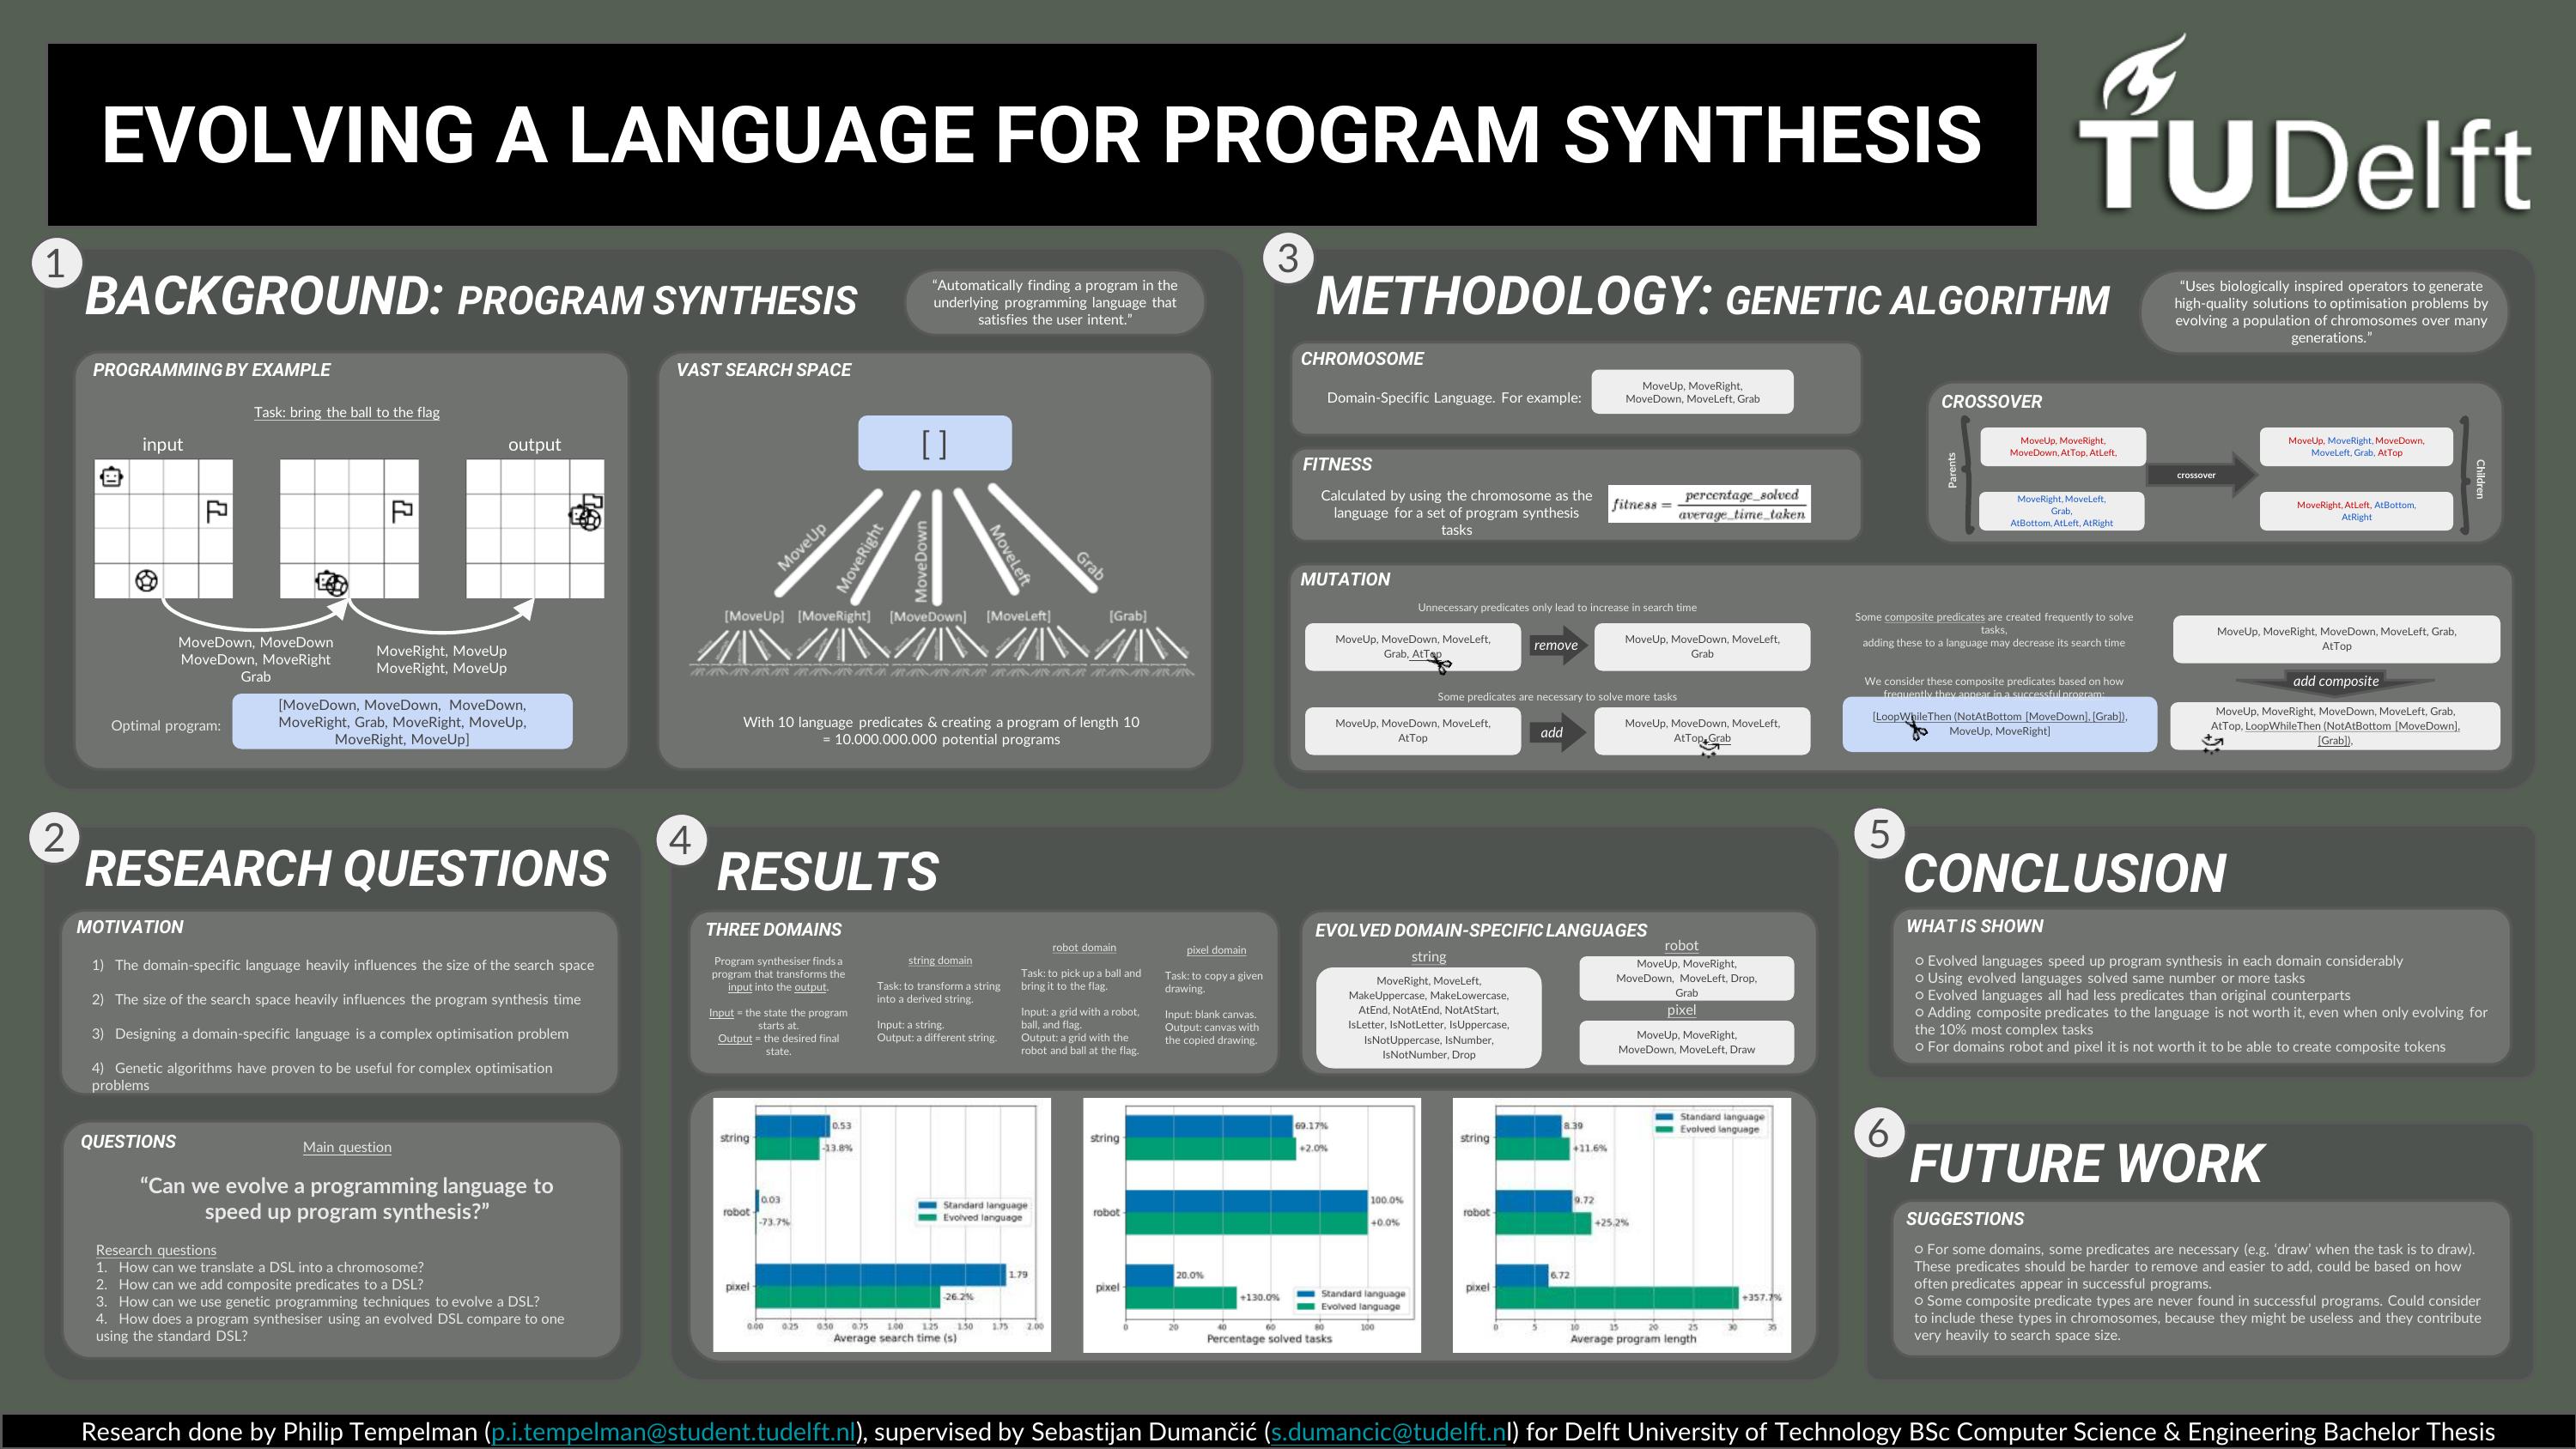 EVOLVING A LANGUAGE FOR PROGRAM SYNTHESIS
TUDelft
1
BACKGROUND: PROGRAM SYNTHESIS
“Automatically finding a program in the
underlying programming language that
satisfies the user intent.”
PROGRAMMING BY EXAMPLE
Task: bring the ball to the flag
input
output
MoveDown, MoveDown
MoveDown, MoveRight
Grab
MoveRight, MoveUp
MoveRight, MoveUp
Optimal program:
[MoveDown, MoveDown, MoveDown,
MoveRight, Grab, MoveRight, MoveUp,
MoveRight, MoveUp]
VAST SEARCH SPACE
[ ]
MoveUp
MoveRight
MoveDown
MoveLeft
Grab
[MoveUp] [MoveRight] [MoveDown] [MoveLeft] [Grab]
With 10 language predicates & creating a program of length 10
= 10.000.000.000 potential programs
3
METHODOLOGY: GENETIC ALGORITHM
“Uses biologically inspired operators to generate
high-quality solutions to optimisation problems by
evolving a population of chromosomes over many
generations.”
CHROMOSOME
Domain-Specific Language. For example:
MoveUp, MoveRight,
MoveDown, MoveLeft, Grab
FITNESS
Calculated by using the chromosome as the
language for a set of program synthesis
tasks
fitness = percentage_solved
average_time_taken
CROSSOVER
Parents
MoveUp, MoveRight,
MoveDown, AtTop, AtLeft,
MoveRight, MoveLeft,
Grab,
AtBottom, AtLeft, AtRight
crossover
MoveUp, MoveRight, MoveDown,
MoveLeft, Grab, AtTop
MoveRight, AtLeft, AtBottom,
AtRight
Children
MUTATION
Unnecessary predicates only lead to increase in search time
MoveUp, MoveDown, MoveLeft,
Grab, AtTop
remove
MoveUp, MoveDown, MoveLeft,
Grab
Some predicates are necessary to solve more tasks
MoveUp, MoveDown, MoveLeft,
AtTop
add
MoveUp, MoveDown, MoveLeft,
AtTop, Grab
Some composite predicates are created frequently to solve
tasks,
adding these to a language may decrease its search time
We consider these composite predicates based on how
frequently they appear in a successful program:
[LoopWhileThen (NotAtBottom [MoveDown], [Grab]),
MoveUp, MoveRight]
MoveUp, MoveRight, MoveDown, MoveLeft, Grab,
AtTop
add composite
MoveUp, MoveRight, MoveDown, MoveLeft, Grab,
AtTop, LoopWhileThen (NotAtBottom [MoveDown],
[Grab]),
2
RESEARCH QUESTIONS
MOTIVATION
1) The domain-specific language heavily influences the size of the search space
2) The size of the search space heavily influences the program synthesis time
3) Designing a domain-specific language is a complex optimisation problem
4) Genetic algorithms have proven to be useful for complex optimisation
problems
QUESTIONS
Main question
“Can we evolve a programming language to
speed up program synthesis?”
Research questions
1. How can we translate a DSL into a chromosome?
2. How can we add composite predicates to a DSL?
3. How can we use genetic programming techniques to evolve a DSL?
4. How does a program synthesiser using an evolved DSL compare to one
using the standard DSL?
4
RESULTS
THREE DOMAINS
Program synthesiser finds a
program that transforms the
input into the output.
Input = the state the program
starts at.
Output = the desired final
state.
string domain
Task: to transform a string
into a derived string.
Input: a string.
Output: a different string.
robot domain
Task: to pick up a ball and
bring it to the flag.
Input: a grid with a robot,
ball, and flag.
Output: a grid with the
robot and ball at the flag.
pixel domain
Task: to copy a given
drawing.
Input: blank canvas.
Output: canvas with
the copied drawing.
EVOLVED DOMAIN-SPECIFIC LANGUAGES
string
MoveRight, MoveLeft,
MakeUppercase, MakeLowercase,
AtEnd, NotAtEnd, NotAtStart,
IsLetter, IsNotLetter, IsUppercase,
IsNotUppercase, IsNumber,
IsNotNumber, Drop
robot
MoveUp, MoveRight,
MoveDown, MoveLeft, Drop,
Grab
pixel
MoveUp, MoveRight,
MoveDown, MoveLeft, Draw
string
0.53
-13.8%
robot
0.03
-73.7%
Standard language
Evolved language
pixel
1.79
-26.2%
0.00 0.25 0.50 0.75 1.00 1.25 1.50 1.75 2.00
Average search time (s)
string
69.17%
+2.0%
robot
100.0%
+0.0%
pixel
20.0%
+130.0%
Standard language
Evolved language
0 20 40 60 80 100
Percentage solved tasks
Standard language
Evolved language
string
8.39
+11.6%
robot
9.72
+25.2%
pixel
6.72
+357.7%
0 5 10 15 20 25 30 35
Average program length
5
CONCLUSION
WHAT IS SHOWN
○ Evolved languages speed up program synthesis in each domain considerably
○ Using evolved languages solved same number or more tasks
○ Evolved languages all had less predicates than original counterparts
○ Adding composite predicates to the language is not worth it, even when only evolving for
the 10% most complex tasks
○ For domains robot and pixel it is not worth it to be able to create composite tokens
6
FUTURE WORK
SUGGESTIONS
○ For some domains, some predicates are necessary (e.g. ‘draw’ when the task is to draw).
These predicates should be harder to remove and easier to add, could be based on how
often predicates appear in successful programs.
○ Some composite predicate types are never found in successful programs. Could consider
to include these types in chromosomes, because they might be useless and they contribute
very heavily to search space size.
Research done by Philip Tempelman (p.i.tempelman@student.tudelft.nl), supervised by Sebastijan Dumančić (s.dumancic@tudelft.nl) for Delft University of Technology BSc Computer Science & Engineering Bachelor Thesis